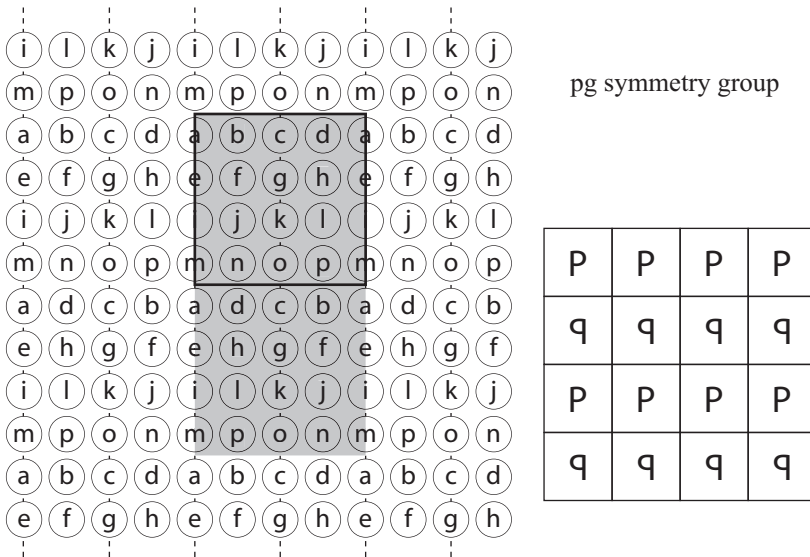 i l k j i l k j i l k j
m p o n m p o n m p o n
a b c d a b c d a b c d
e f g h e f g h e f g h
i j k l i j k l i j k l
m n o p m n o p m n o p
a d c b a d c b a d c b
e h g f e h g f e h g f
i l k j i l k j i l k j
m p o n m p o n m p o n
a b c d a b c d a b c d
e f g h e f g h e f g h
pg symmetry group
P P P P
ꟼ ꟼ ꟼ ꟼ
P P P P
ꟼ ꟼ ꟼ ꟼ